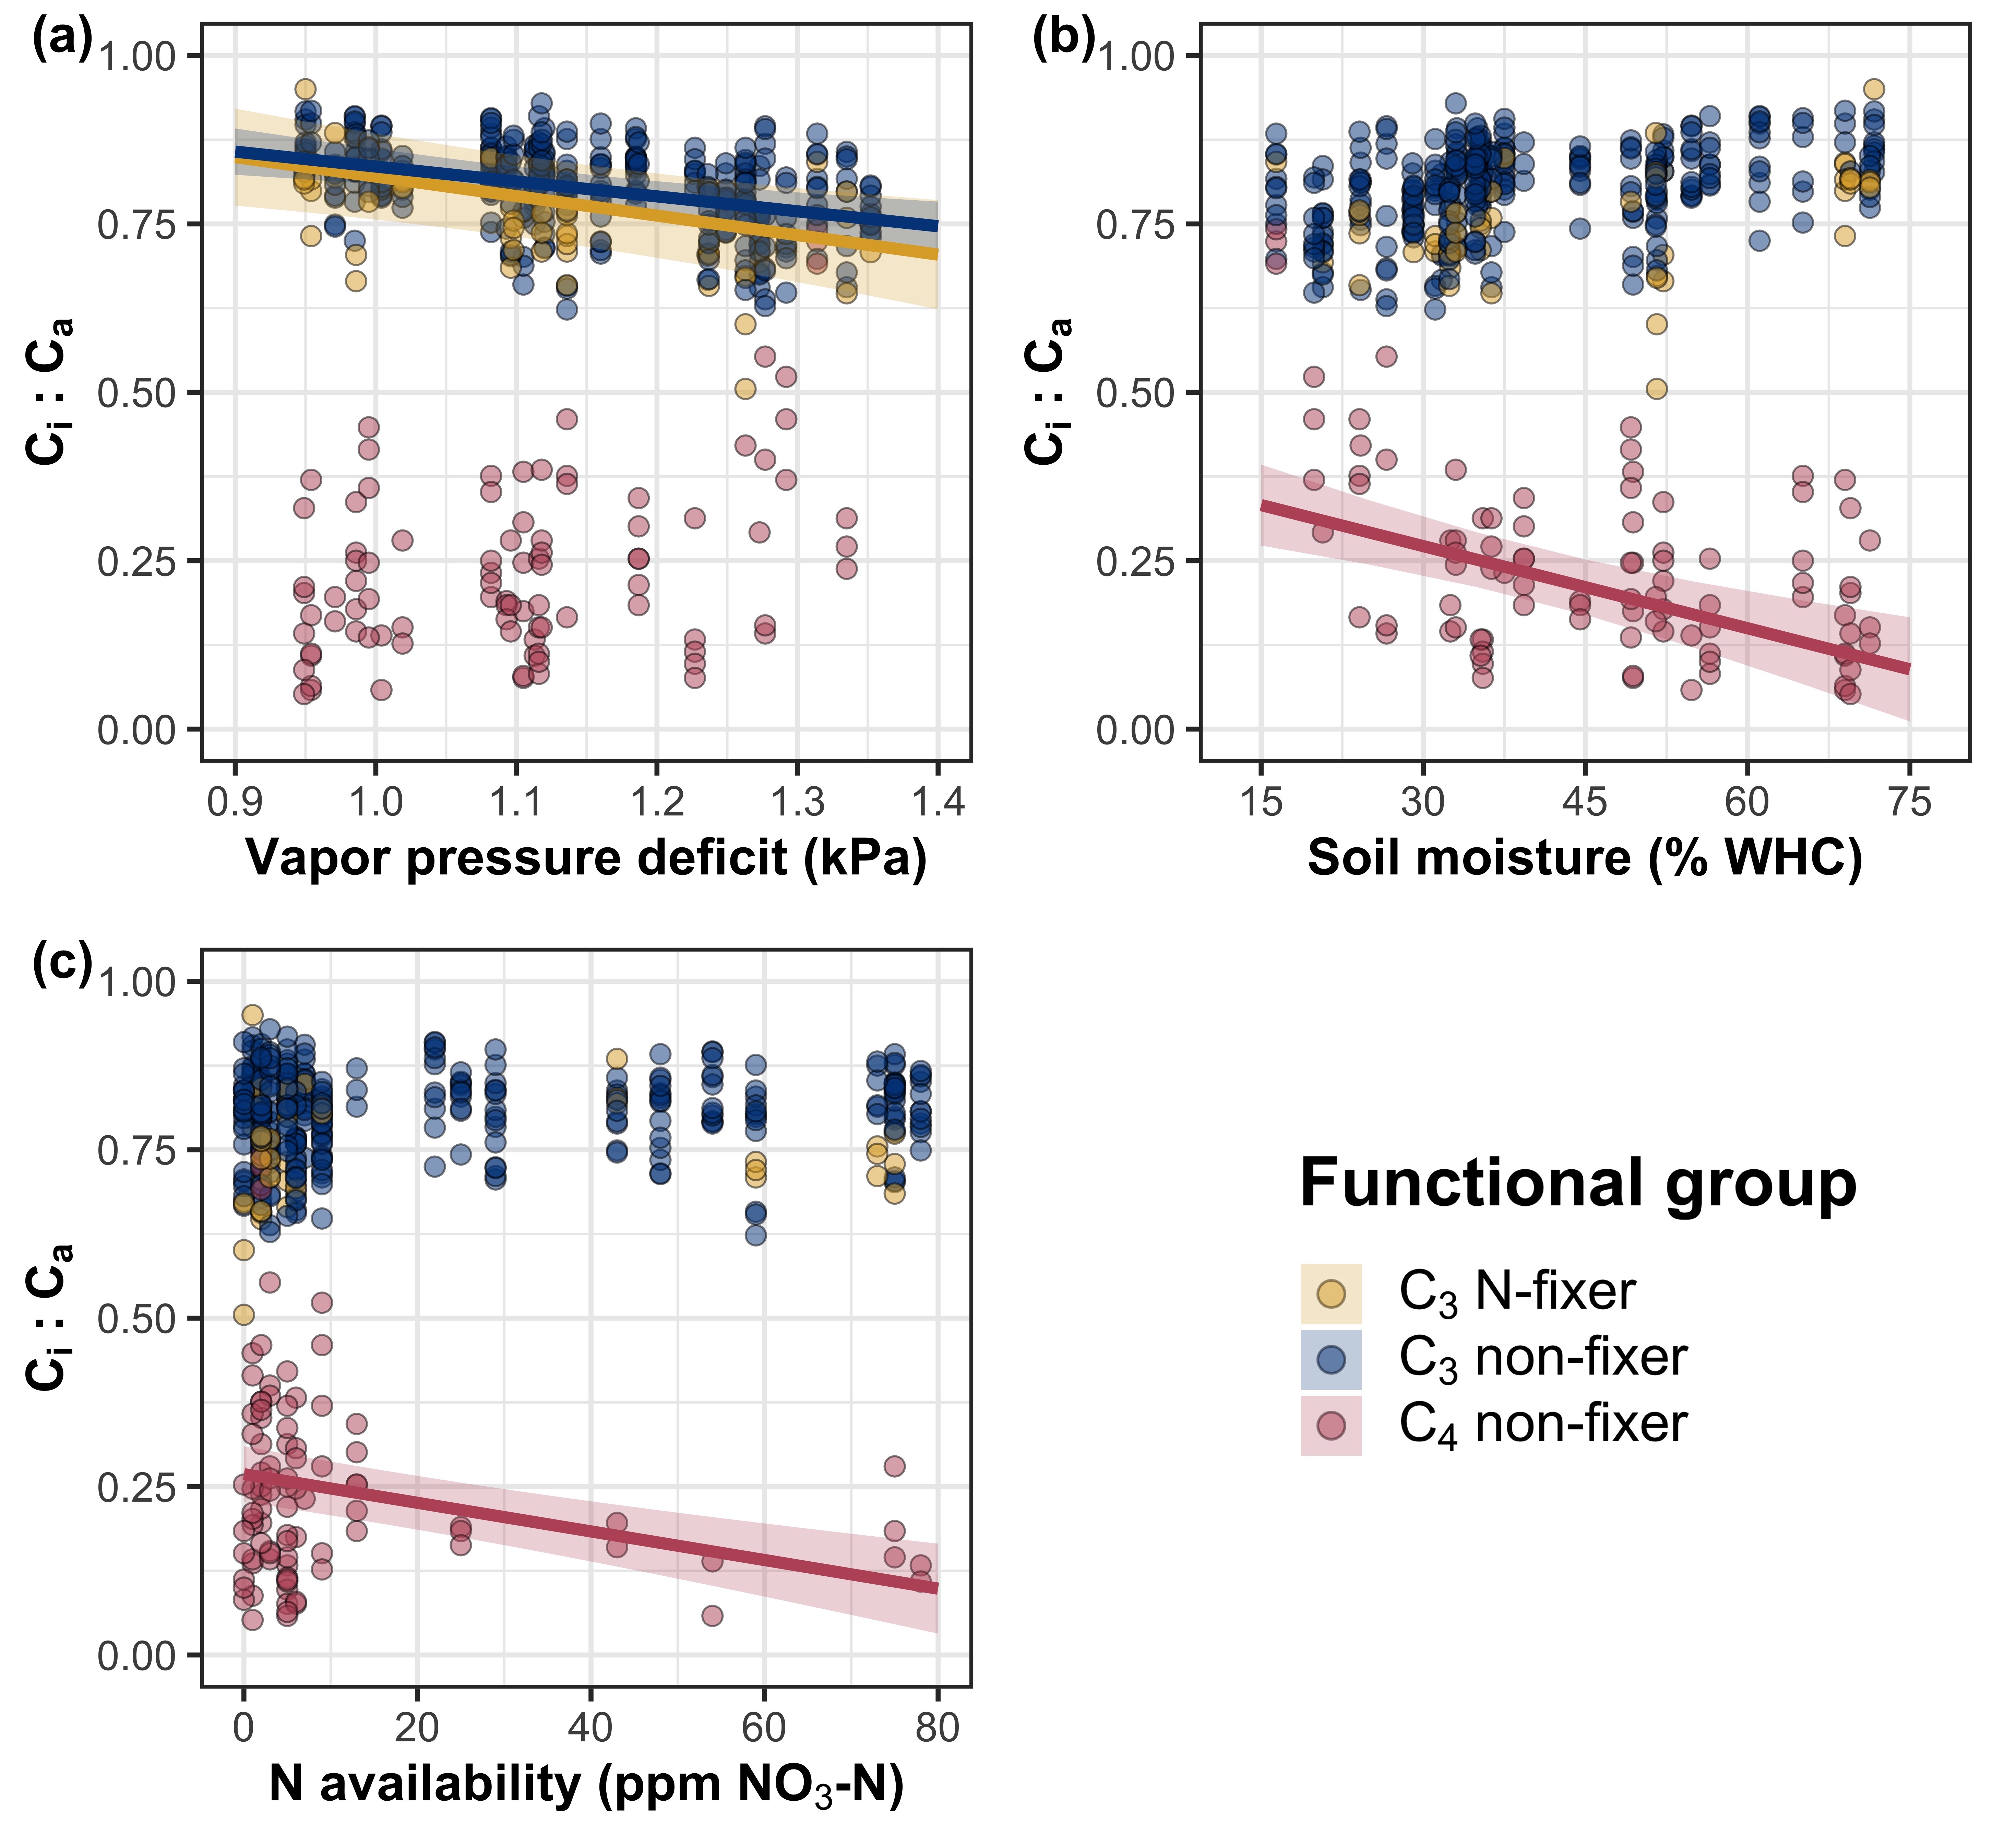 (a)
1.00
0.75
0.50
0.25
0.00
Ci : Ca
0.9 1.0 1.1 1.2 1.3 1.4
Vapor pressure deficit (kPa)
(b)
1.00
0.75
0.50
0.25
0.00
Ci : Ca
15 30 45 60 75
Soil moisture (% WHC)
(c)
1.00
0.75
0.50
0.25
0.00
Ci : Ca
0 20 40 60 80
N availability (ppm NO3-N)
Functional group
C3 N-fixer
C3 non-fixer
C4 non-fixer